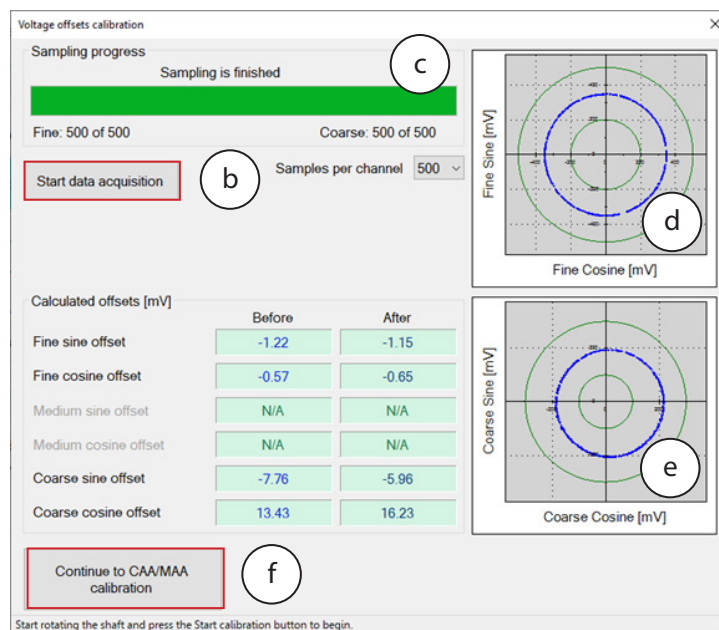 Voltage offsets calibration
Sampling progress
Sampling is finished
c
Fine: 500 of 500 Coarse: 500 of 500
Start data acquisition
b
Samples per channel 500
Fine Sine [mV]
d
Fine Cosine [mV]
Calculated offsets [mV]
Before After
Fine sine offset -1.22 -1.15
Fine cosine offset -0.57 -0.65
Medium sine offset N/A N/A
Medium cosine offset N/A N/A
Coarse sine offset -7.76 -5.96
Coarse cosine offset 13.43 16.23
Coarse Sine [mV]
e
Coarse Cosine [mV]
Continue to CAA/MAA
calibration
f
Start rotating the shaft and press the Start calibration button to begin.